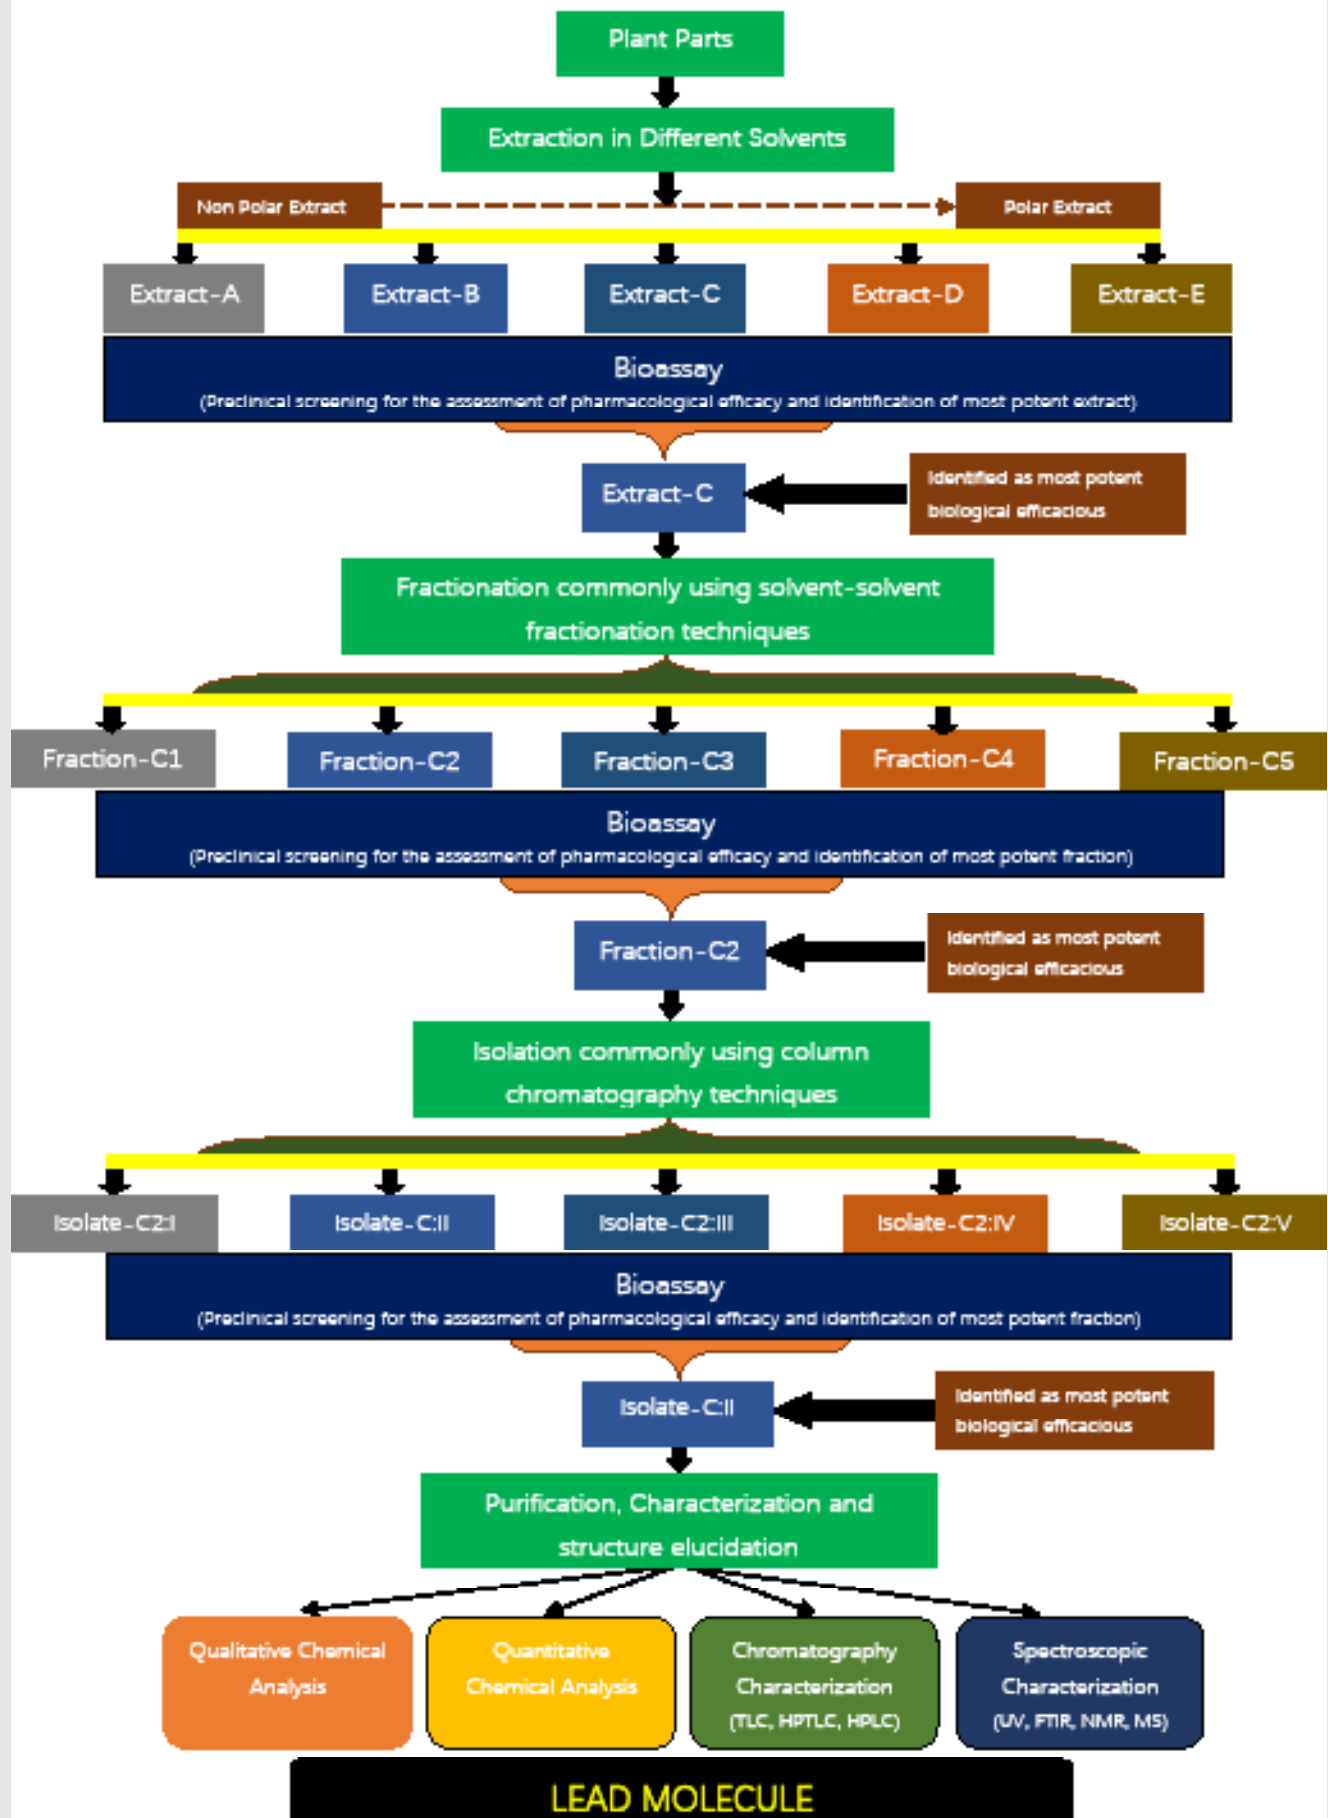 Plant Parts
Extraction in Different Solvents
Non Polar Extract
Polar Extract
Extract-A
Extract-B
Extract-C
Extract-D
Extract-E
Bioassay
(Preclinical screening for the assessment of pharmacological efficacy and identification of most potent extract)
Extract-C
Identified as most potent
biological efficacious
Fractionation commonly using solvent-solvent
fractionation techniques
Fraction-C1
Fraction-C2
Fraction-C3
Fraction-C4
Fraction-C5
Bioassay
(Preclinical screening for the assessment of pharmacological efficacy and identification of most potent fraction)
Fraction-C2
Identified as most potent
biological efficacious
Isolation commonly using column
chromatography techniques
Isolate-C2:I
Isolate-C:II
Isolate-C2:III
Isolate-C2:IV
Isolate-C2:V
Bioassay
(Preclinical screening for the assessment of pharmacological efficacy and identification of most potent fraction)
Isolate-C:II
Identified as most potent
biological efficacious
Purification, Characterization and
structure elucidation
Qualitative Chemical
Analysis
Quantitative
Chemical Analysis
Chromatography
Characterization
(TLC, HPTLC, HPLC)
Spectroscopic
Characterization
(UV, FTIR, NMR, MS)
LEAD MOLECULE